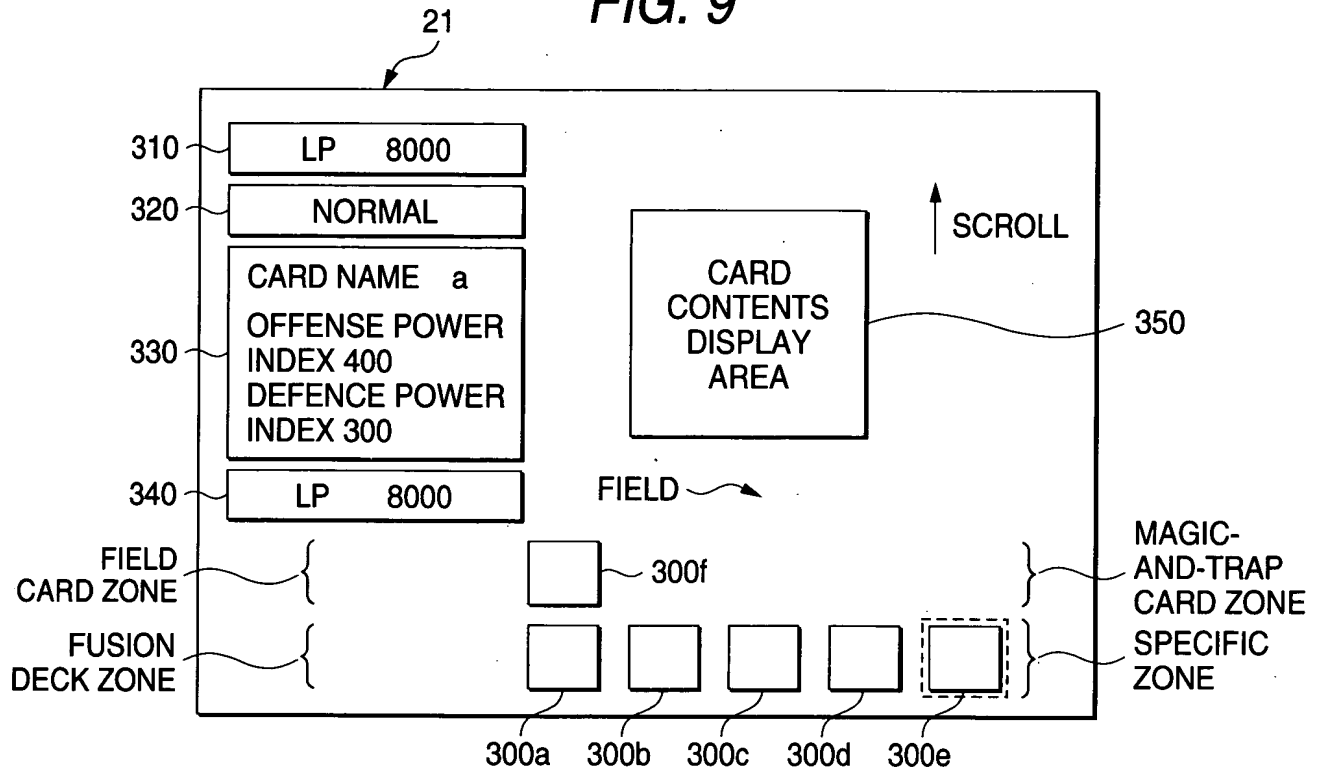 FIG. 9
21
310
LP 8000
320
NORMAL
SCROLL
330
CARD NAME a
OFFENSE POWER
INDEX 400
DEFENCE POWER
INDEX 300
CARD
CONTENTS
DISPLAY
AREA
350
340
LP 8000
FIELD
FIELD
CARD ZONE
300f
MAGIC-
AND-TRAP
CARD ZONE
FUSION
DECK ZONE
SPECIFIC
ZONE
300a
300b
300c
300d
300e